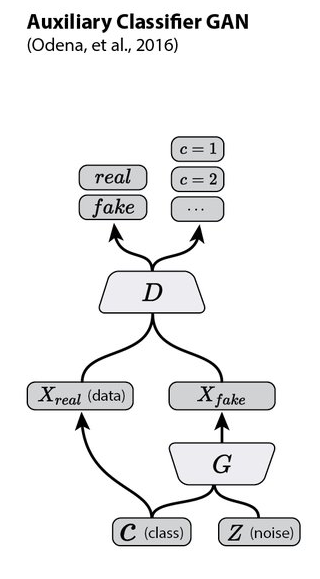 Auxiliary Classifier GAN
(Odena, et al., 2016)
c = 1
real
c = 2
fake
...
D
X_real (data)
X_fake
G
C (class)
Z (noise)